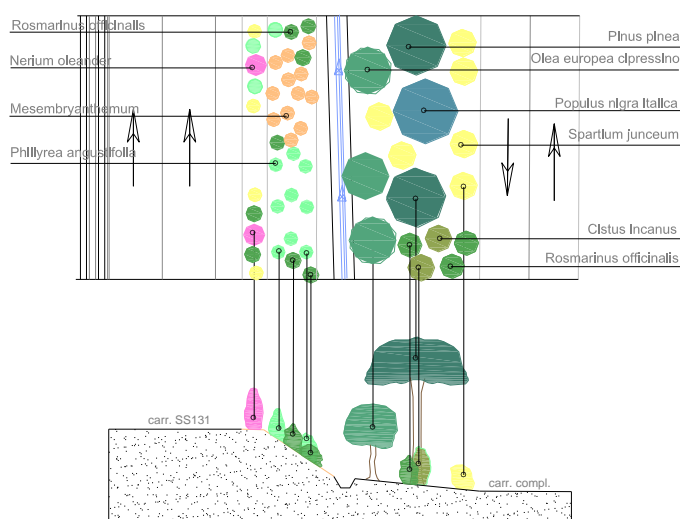 Rosmarinus officinalis
Nerium oleander
Mesembryanthemum
Phillyrea angustifolia
Pinus pinea
Olea europea cipressino
Populus nigra italica
Spartium junceum
Cistus incanus
Rosmarinus officinalis
carr. SS131
carr. compl.